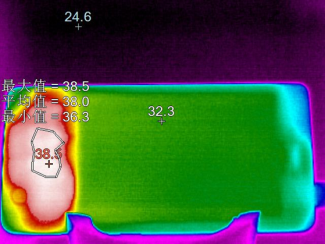 24.6
最大值 = 38.5
平均值 = 38.0
最小值 = 36.3
32.3
38.5